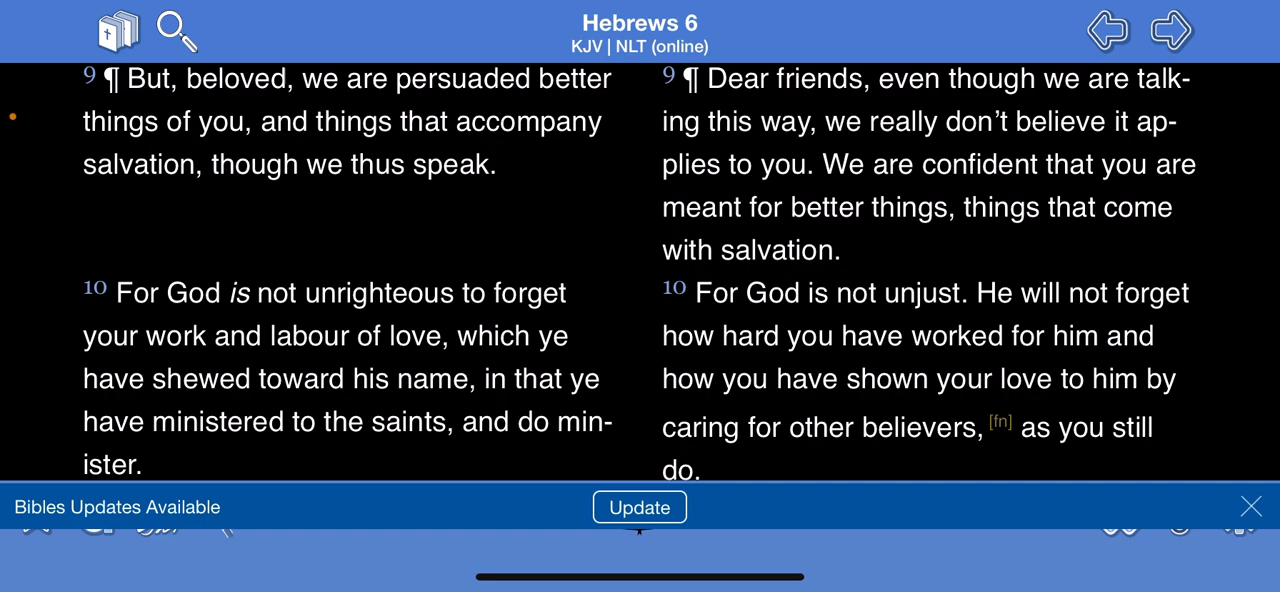 Hebrews 6
KJV | NLT (online)
9 ¶ But, beloved, we are persuaded better
things of you, and things that accompany
salvation, though we thus speak.
10 For God is not unrighteous to forget
your work and labour of love, which ye
have shewed toward his name, in that ye
have ministered to the saints, and do min-
ister.
9 ¶ Dear friends, even though we are talk-
ing this way, we really don’t believe it ap-
plies to you. We are confident that you are
meant for better things, things that come
with salvation.
10 For God is not unjust. He will not forget
how hard you have worked for him and
how you have shown your love to him by
caring for other believers, [fn] as you still
do.
Bibles Updates Available
Update